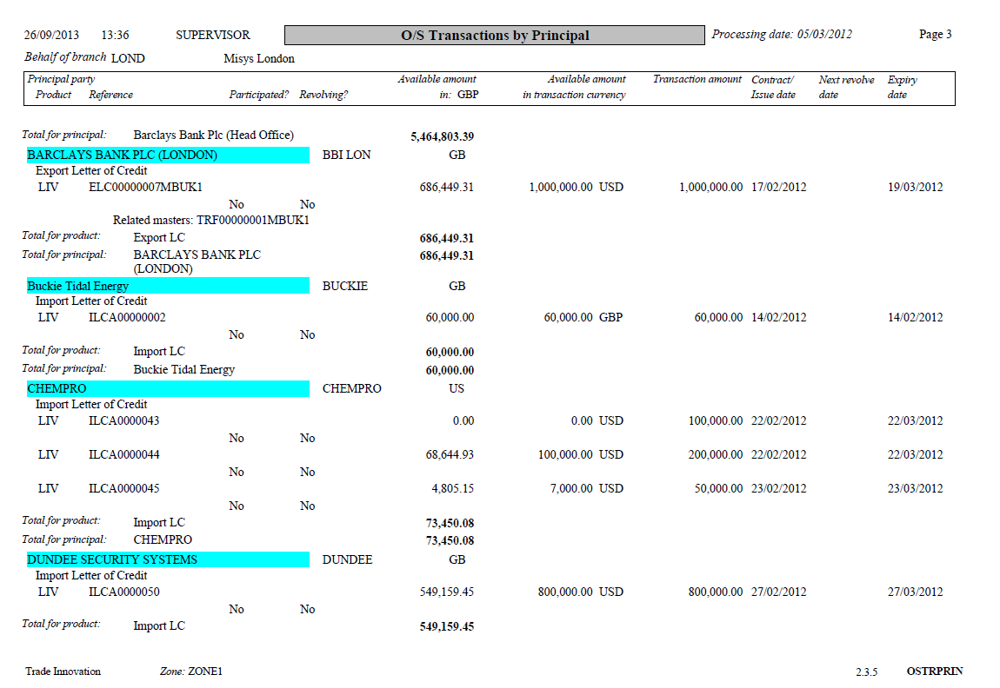 26/09/2013 13:36 SUPERVISOR O/S Transactions by Principal Processing date: 05/03/2012 Page 3
Behalf of branch LOND Misys London
Principal party Available amount Available amount Transaction amount Contract/ Next revolve Expiry
Product Reference Participated? Revolving? in: GBP in transaction currency Issue date date date
Total for principal: Barclays Bank Plc (Head Office) 5,464,803.39
BARCLAYS BANK PLC (LONDON) BBI LON GB
Export Letter of Credit
LIV ELC00000007MBUK1 686,449.31 1,000,000.00 USD 1,000,000.00 17/02/2012 19/03/2012
No No
Related masters: TRF00000001MBUK1
Total for product: Export LC 686,449.31
Total for principal: BARCLAYS BANK PLC 686,449.31
(LONDON)
Buckie Tidal Energy BUCKIE GB
Import Letter of Credit
LIV ILCA00000002 60,000.00 60,000.00 GBP 60,000.00 14/02/2012 14/02/2012
No No
Total for product: Import LC 60,000.00
Total for principal: Buckie Tidal Energy 60,000.00
CHEMPRO CHEMPRO US
Import Letter of Credit
LIV ILCA0000043 0.00 0.00 USD 100,000.00 22/02/2012 22/03/2012
No No
LIV ILCA0000044 68,644.93 100,000.00 USD 200,000.00 22/02/2012 22/03/2012
No No
LIV ILCA0000045 4,805.15 7,000.00 USD 50,000.00 23/02/2012 23/03/2012
No No
Total for product: Import LC 73,450.08
Total for principal: CHEMPRO 73,450.08
DUNDEE SECURITY SYSTEMS DUNDEE GB
Import Letter of Credit
LIV ILCA0000050 549,159.45 800,000.00 USD 800,000.00 27/02/2012 27/03/2012
No No
Total for product: Import LC 549,159.45
Trade Innovation Zone: ZONE1 2.3.5 OSTRPRIN